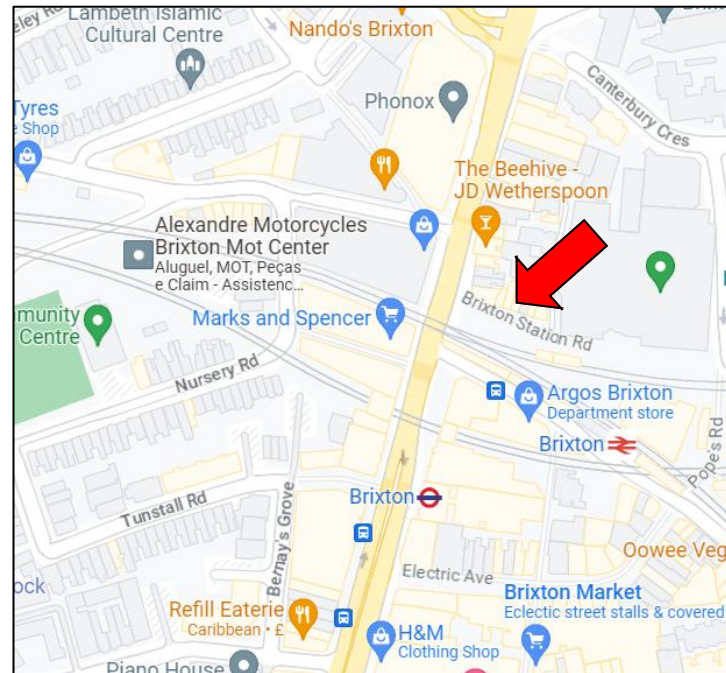 Lambeth Islamic
Cultural Centre
Nando's Brixton
Phonox
Canterbury Cres
Tyres
Shop
The Beehive -
JD Wetherspoon
Alexandre Motorcycles
Brixton Mot Center
Aluguel, MOT, Peças
e Claim - Assistenc...
Brixton Station Rd
Marks and Spencer
Centre
Nursery Rd
Argos Brixton
Department store
Brixton
Pope's Rd
Brixton
Tunstall Rd
Bernay's Grove
Electric Ave
Oowee Veg
Brixton Market
Eclectic street stalls & covered
Refill Eaterie
Caribbean • £
H&M
Clothing Shop
Piano House